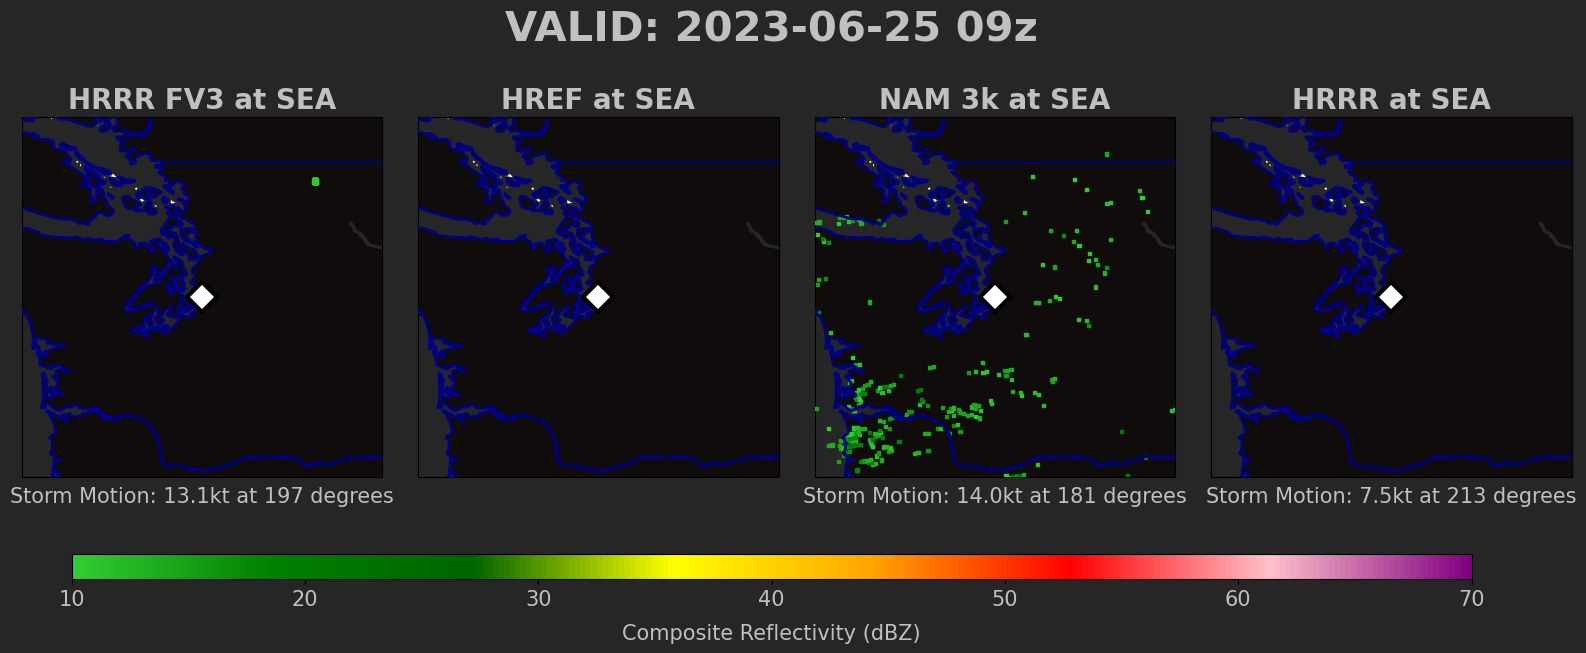 VALID: 2023-06-25 09z
HRRR FV3 at SEA
HREF at SEA
NAM 3k at SEA
HRRR at SEA
Storm Motion: 13.1kt at 197 degrees
Storm Motion: 14.0kt at 181 degrees
Storm Motion: 7.5kt at 213 degrees
10 20 30 40 50 60 70
Composite Reflectivity (dBZ)